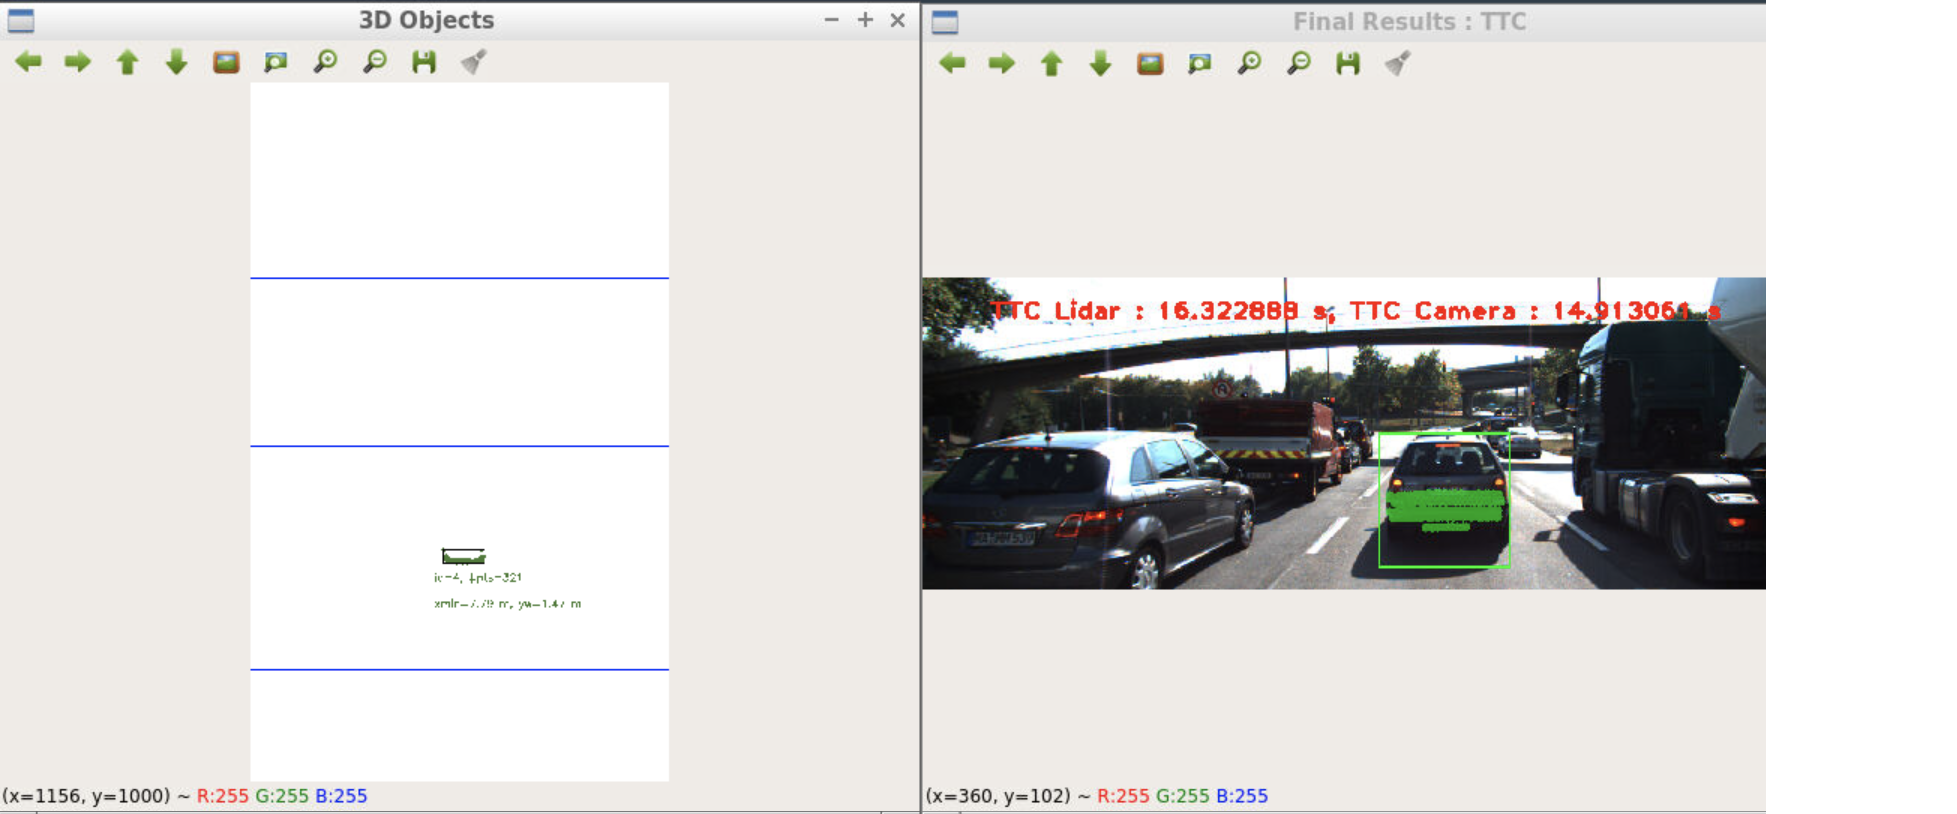 3D Objects
Final Results : TTC
TTC Lidar : 16.322888 s, TTC Camera : 14.913061 s
id=4, #pts=321
xmin=7.79 m, yw=1.47 m
(x=1156, y=1000) ~ R:255 G:255 B:255
(x=360, y=102) ~ R:255 G:255 B:255